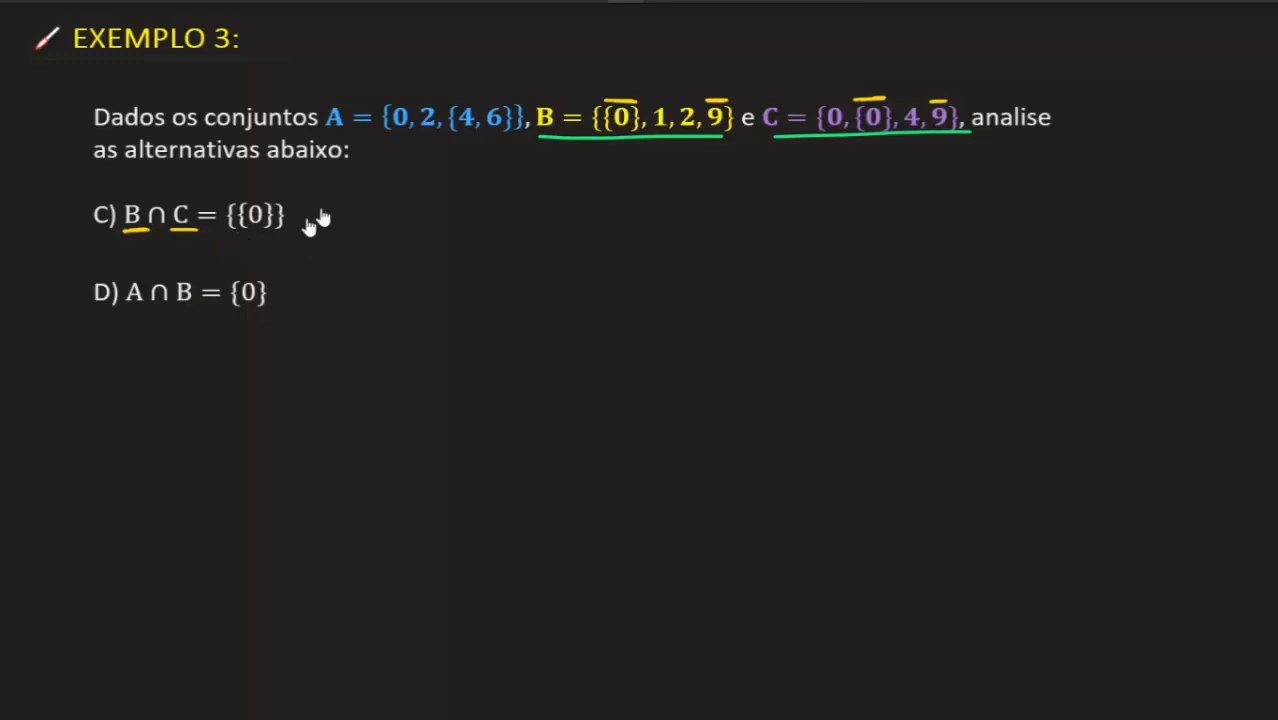 EXEMPLO 3:
Dados os conjuntos A = {0, 2, {4, 6}}, B = {{0}, 1, 2, 9} e C = {0, {0}, 4, 9}, analise
as alternativas abaixo:
C) B ∩ C = {{0}}
D) A ∩ B = {0}